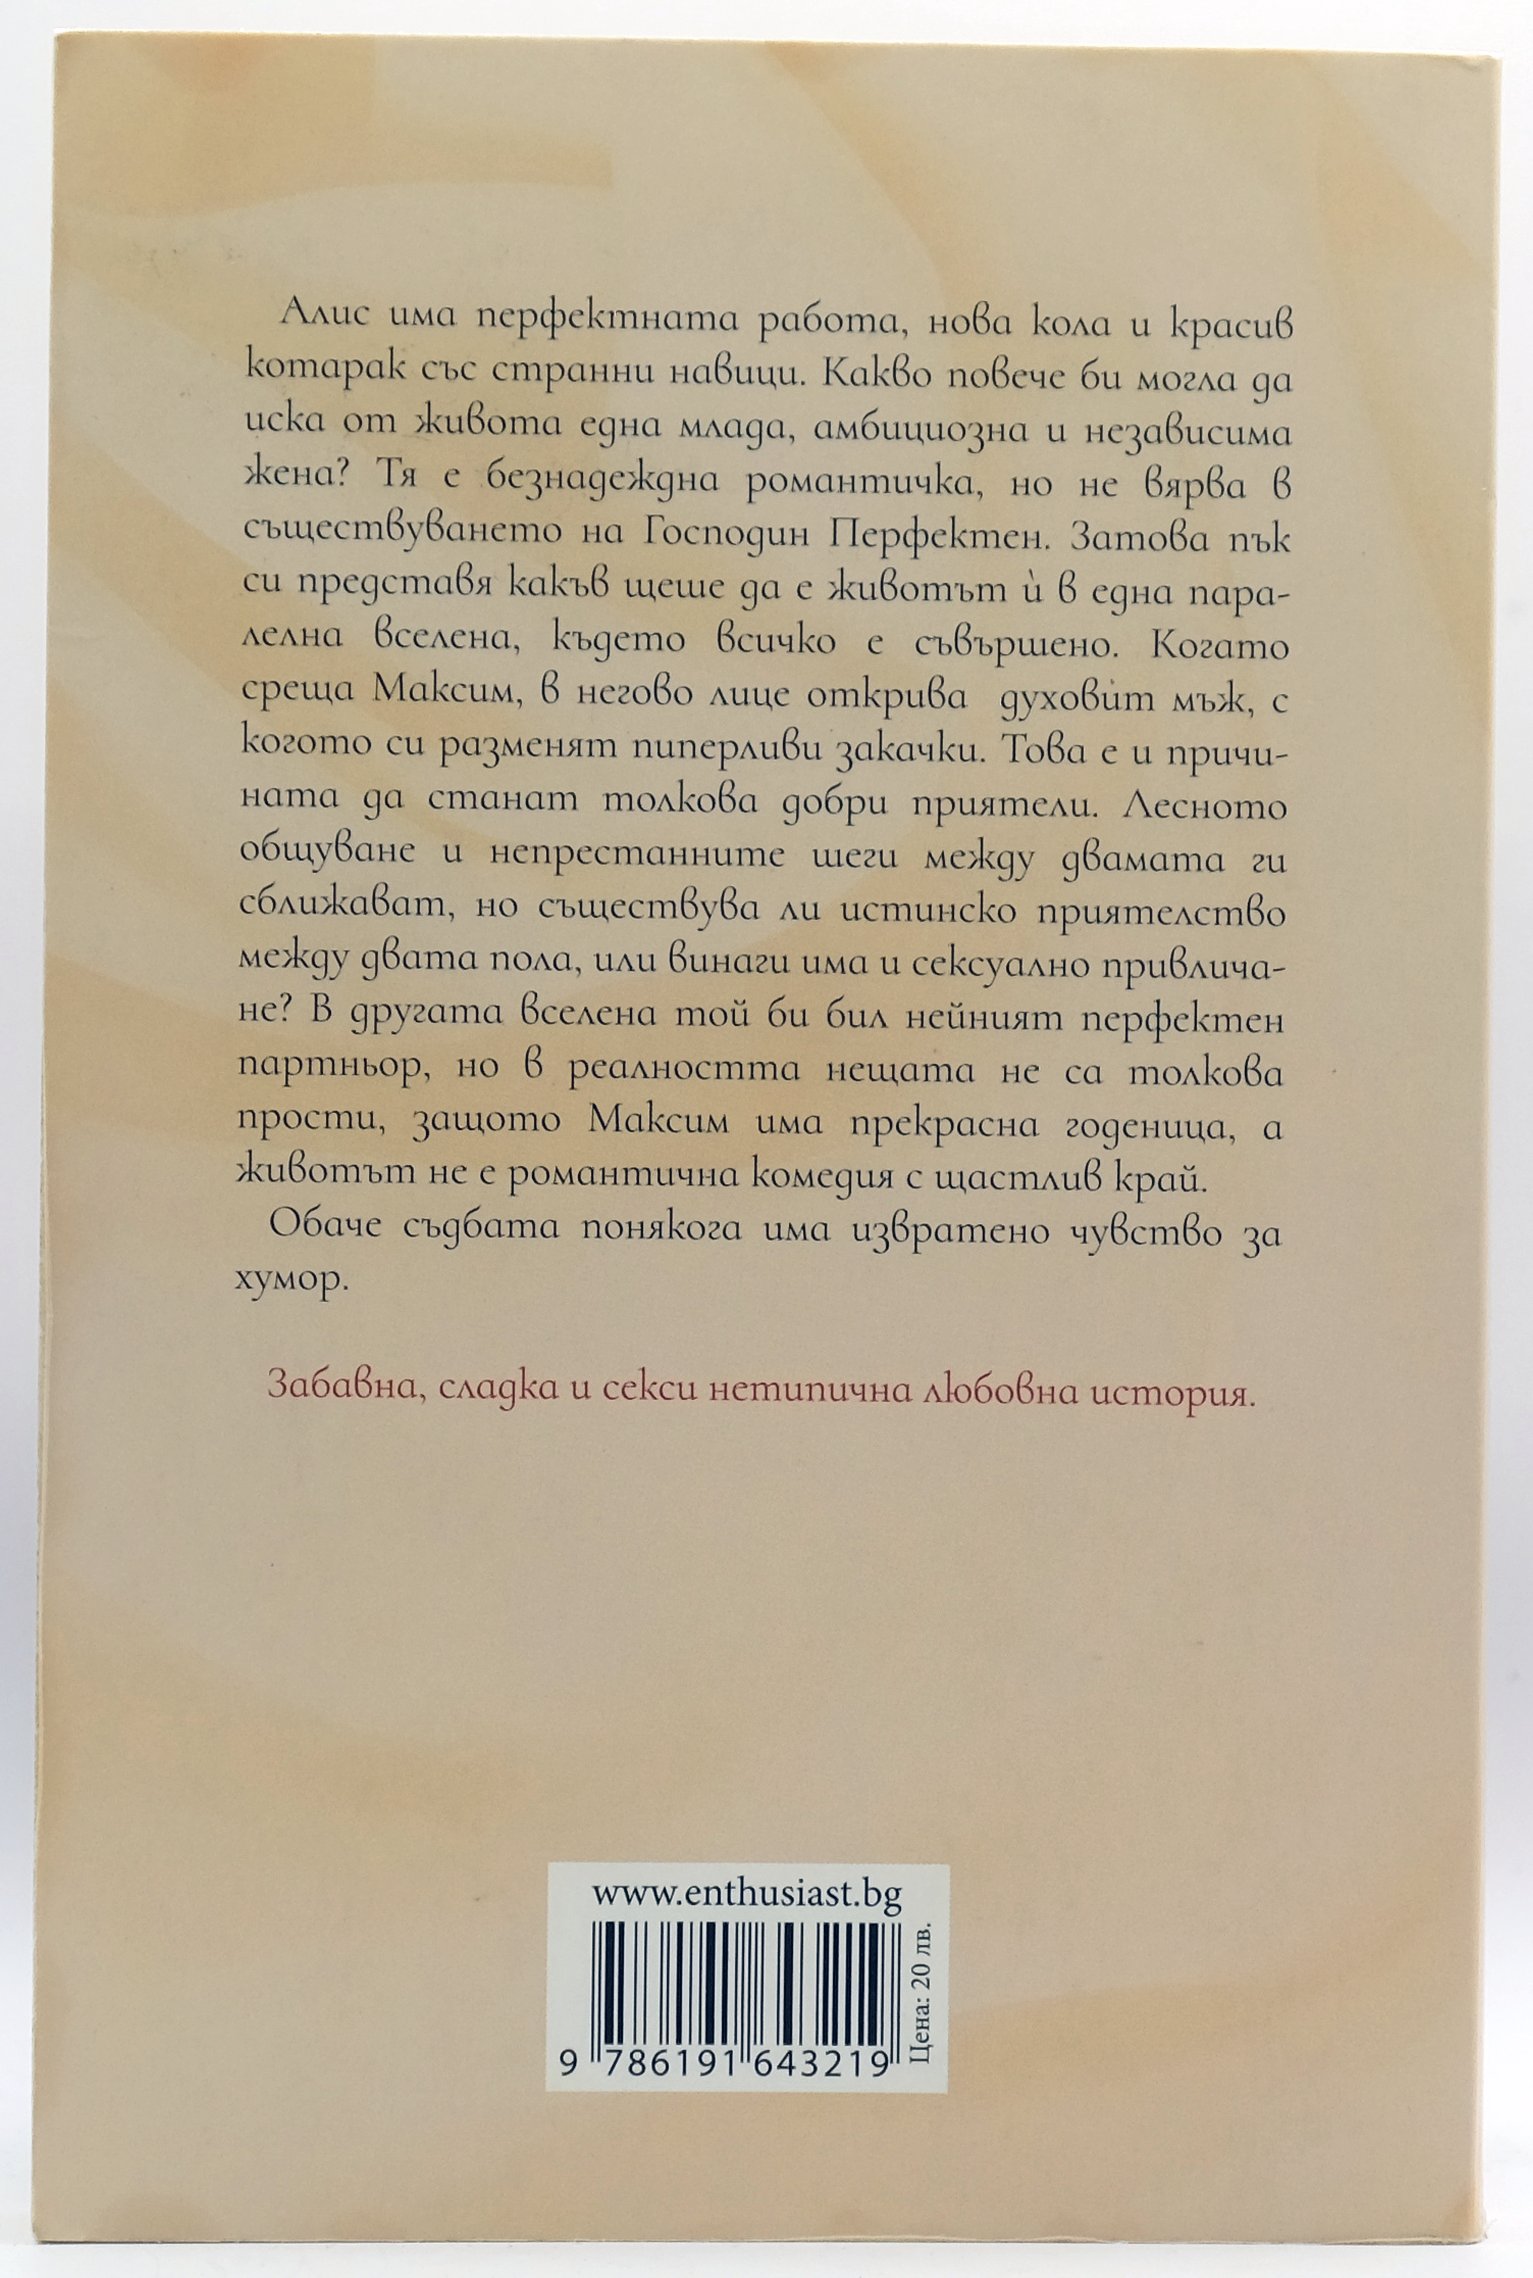 Алис има перфектната работа, нова кола и красив
котарак със странни навици. Какво повече би могла да
иска от живота една млада, амбициозна и независима
жена? Тя е безнадеждна романтичка, но не вярва в
съществуването на Господин Перфектен. Затова пък
си представя какъв щеше да е животът ѝ в една пара-
лелна вселена, където всичко е съвършено. Когато
среща Максим, в негово лице открива духовит мъж, с
когото си разменят пиперливи закачки. Това е и причи-
ната да станат толкова добри приятели. Лесното
общуване и непрестанните шеги между двамата ги
сближават, но съществува ли истинско приятелство
между двата пола, или винаги има и сексуално привлича-
не? В другата вселена той би бил нейният перфектен
партньор, но в реалността нещата не са толкова
прости, защото Максим има прекрасна годеница, а
животът не е романтична комедия с щастлив край.
Обаче съдбата понякога има извратено чувство за
хумор.
Забавна, сладка и секси нетипична любовна история.
www.enthusiast.bg
Цена: 20 лв.
9 786191 643219